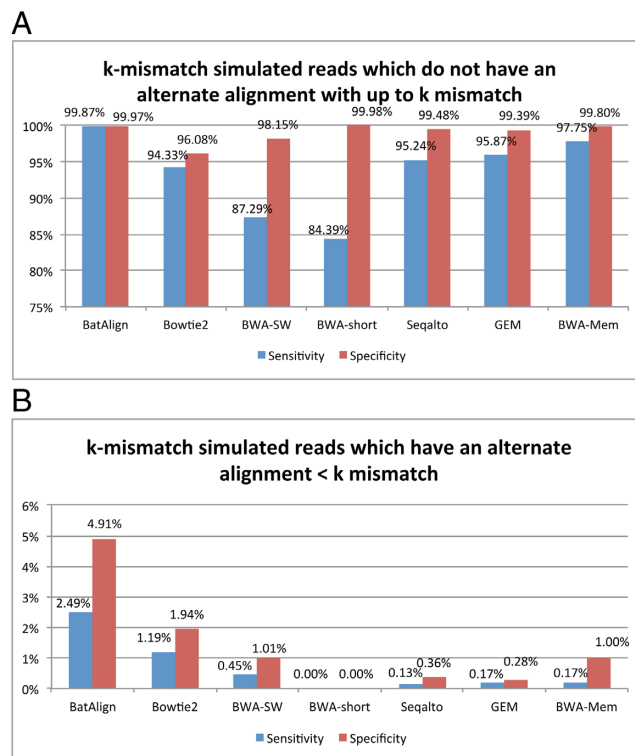 A
k-mismatch simulated reads which do not have an
alternate alignment with up to k mismatch
99.87% 99.97% 94.33% 96.08% 87.29% 98.15% 84.39% 99.98% 95.24% 99.48% 95.87% 99.39% 97.75% 99.80%
100%
95%
90%
85%
80%
75%
BatAlign Bowtie2 BWA-SW BWA-short Seqalto GEM BWA-Mem
Sensitivity Specificity
B
k-mismatch simulated reads which have an alternate
alignment < k mismatch
6%
5%
4%
3%
2%
1%
0%
2.49% 4.91% 1.19% 1.94% 0.45% 1.01% 0.00% 0.00% 0.13% 0.36% 0.17% 0.28% 0.17% 1.00%
BatAlign Bowtie2 BWA-SW BWA-short Seqalto GEM BWA-Mem
Sensitivity Specificity